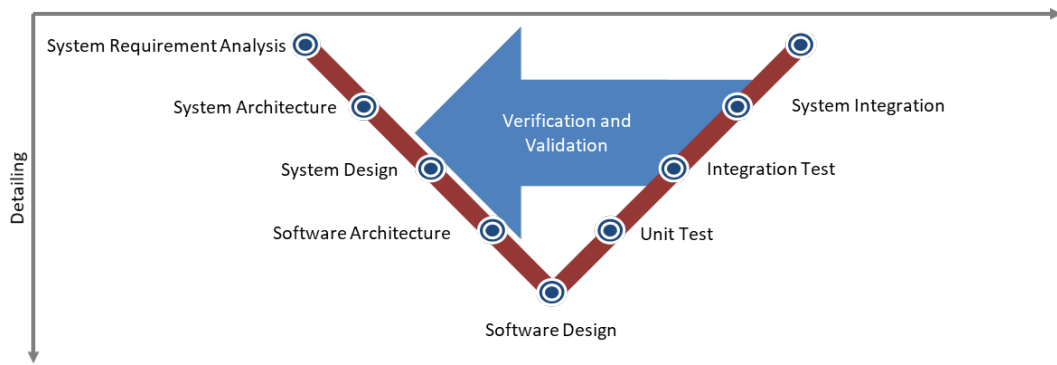 System Requirement Analysis
System Architecture
System Integration
Verification and
Validation
System Design
Integration Test
Detailing
Software Architecture
Unit Test
Software Design